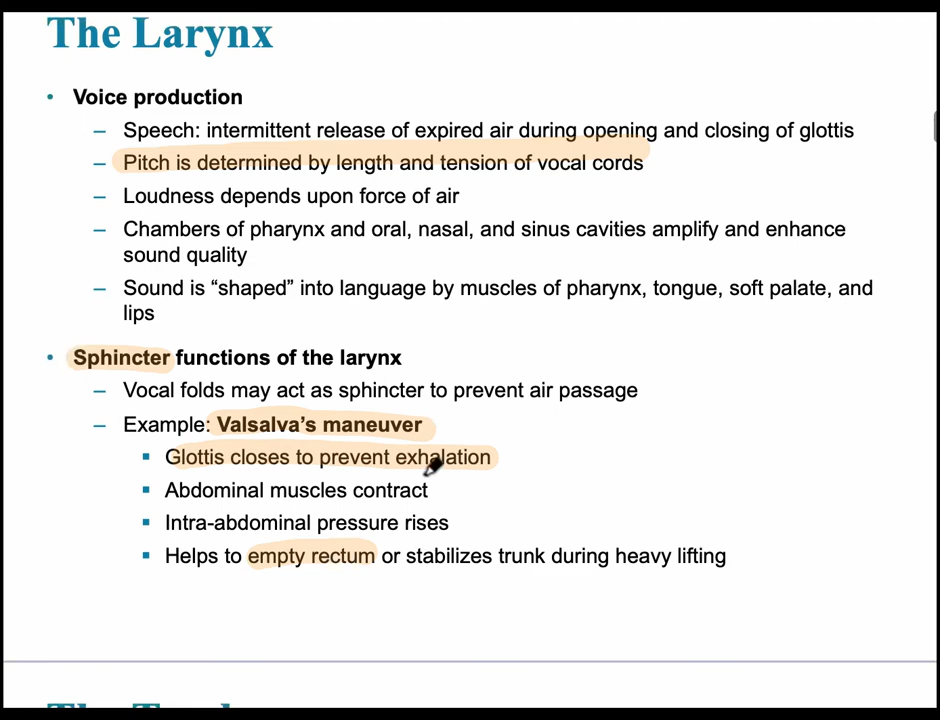 The Larynx
• Voice production
– Speech: intermittent release of expired air during opening and closing of glottis
– Pitch is determined by length and tension of vocal cords
– Loudness depends upon force of air
– Chambers of pharynx and oral, nasal, and sinus cavities amplify and enhance
sound quality
– Sound is “shaped” into language by muscles of pharynx, tongue, soft palate, and
lips
• Sphincter functions of the larynx
– Vocal folds may act as sphincter to prevent air passage
– Example: Valsalva’s maneuver
▪ Glottis closes to prevent exhalation
▪ Abdominal muscles contract
▪ Intra-abdominal pressure rises
▪ Helps to empty rectum or stabilizes trunk during heavy lifting